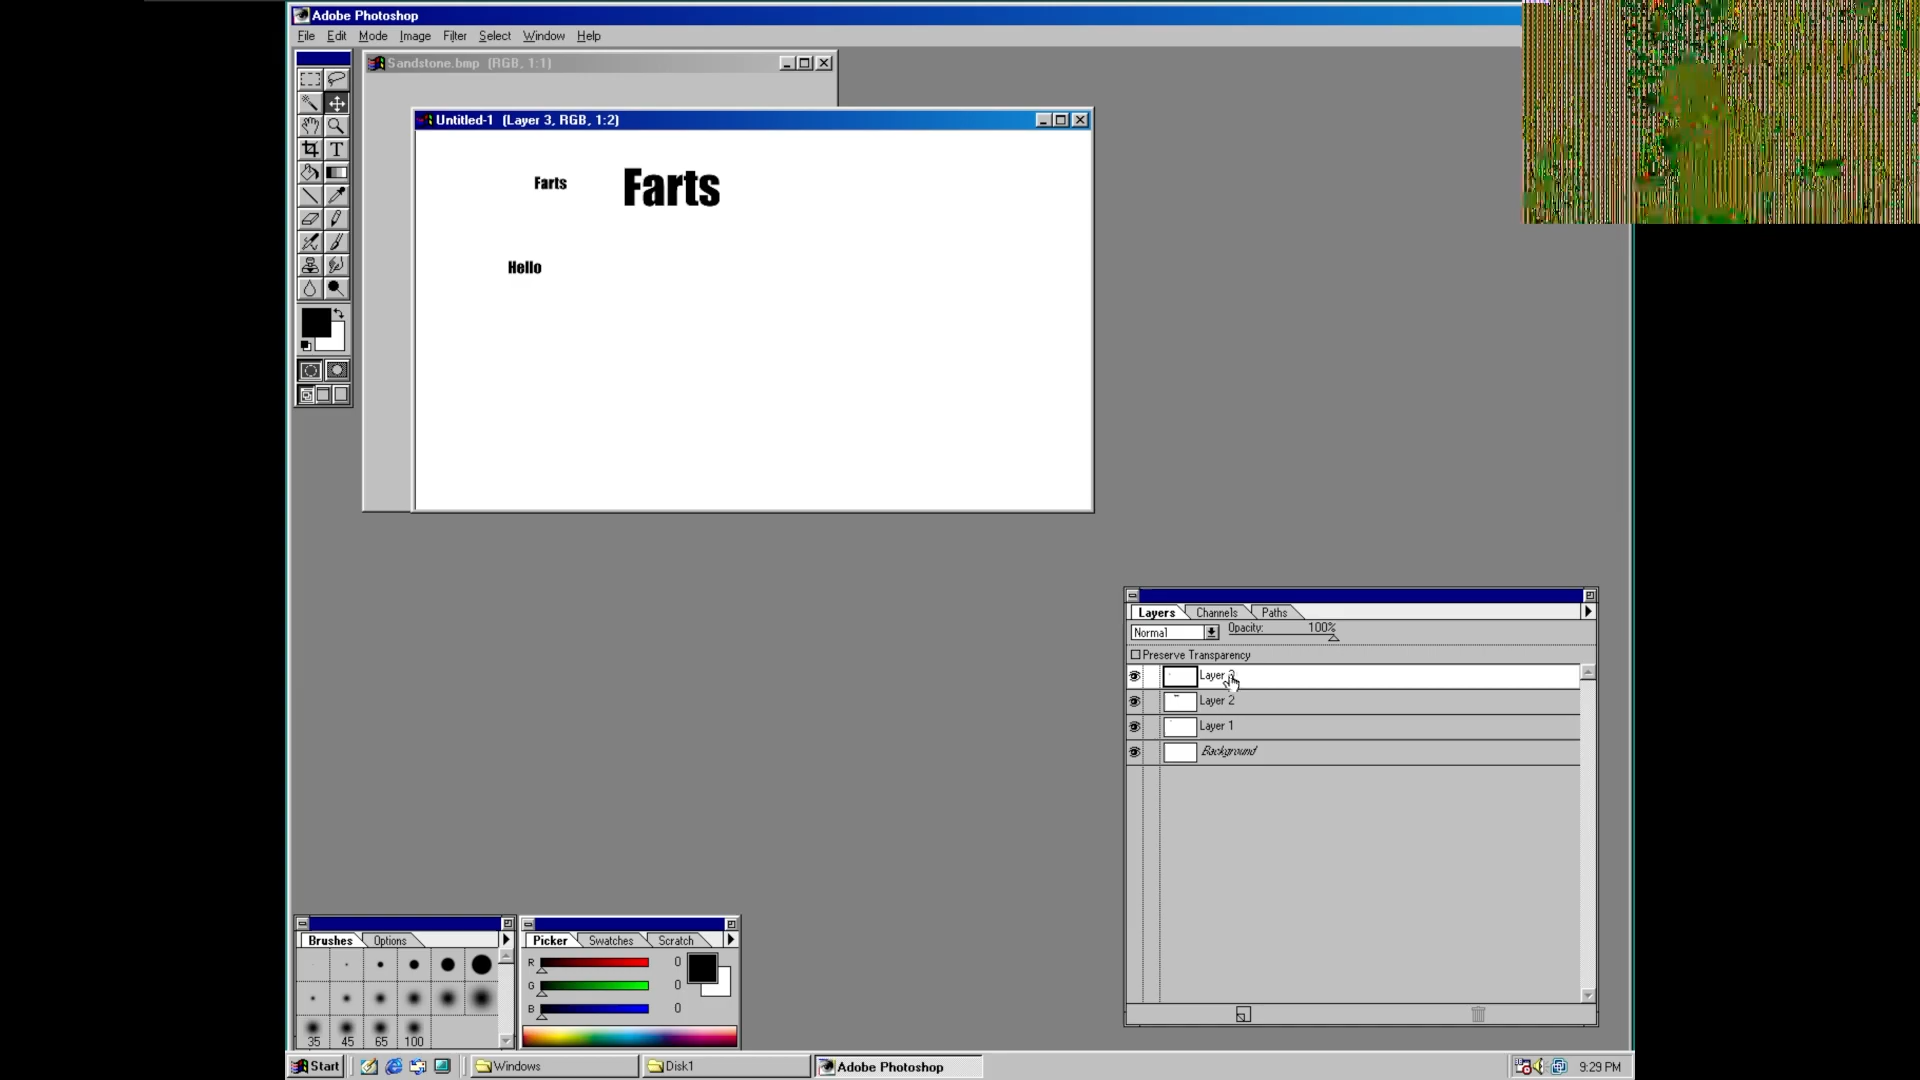 Adobe Photoshop
File Edit Mode Image Filter Select Window Help
Sandstone.bmp (RGB, 1:1)
Untitled-1 (Layer 3, RGB, 1:2)
Farts Farts
Hello
Layers Channels Paths
Normal Opacity: 100%
Preserve Transparency
Layer
Layer 2
Layer 1
Background
Brushes Options
35 45 65 100
Picker Swatches Scratch
R 0
G 0
B 0
Start Windows Disk1 Adobe Photoshop 9:29 PM